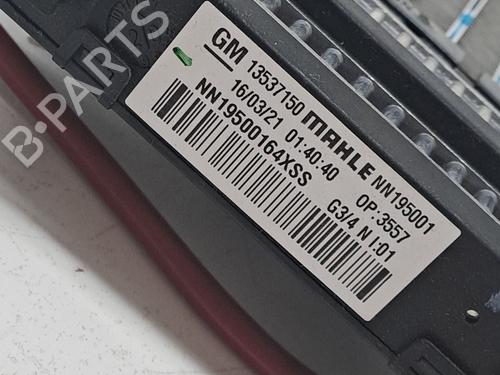 B-PARTS
GM 13537150 MAHLE NN195001
16/03/21 01:40:40 OP.:3557
NN19500164XSS G3/4 N I:01